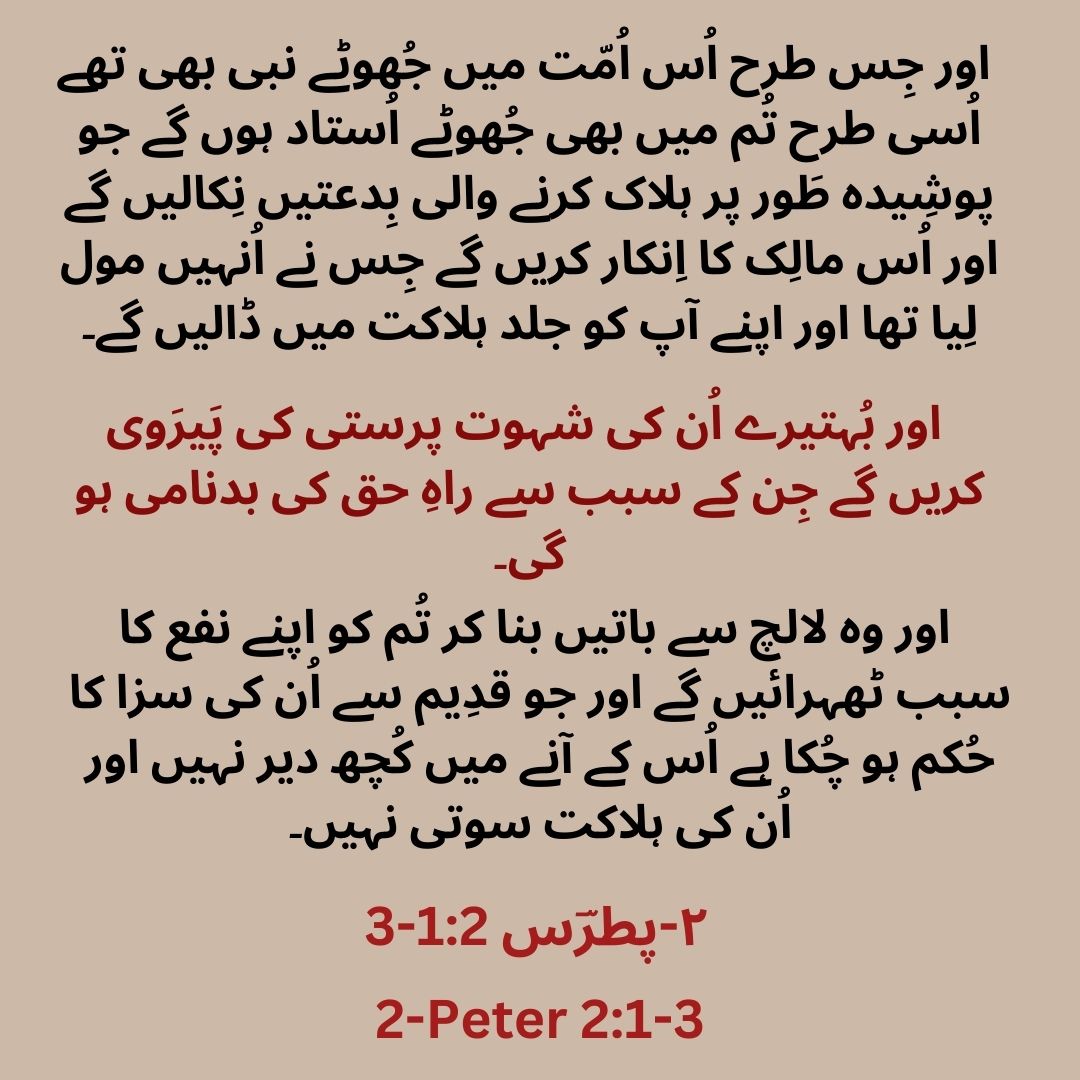 اور جِس طرح اُس اُمّت میں جُھوٹے نبی بھی تھے
اُسی طرح تُم میں بھی جُھوٹے اُستاد ہوں گے جو
پوشِیدہ طَور پر ہلاک کرنے والی بِدعتیں نِکالیں گے
اور اُس مالِک کا اِنکار کریں گے جِس نے اُنہیں مول
لِیا تھا اور اپنے آپ کو جلد ہلاکت میں ڈالیں گے۔
اور بُہتیرے اُن کی شہوت پرستی کی پَیرَوی
کریں گے جِن کے سبب سے راہِ حق کی بدنامی ہو
گی۔
اور وہ لالچ سے باتیں بنا کر تُم کو اپنے نفع کا
سبب ٹھہرائیں گے اور جو قدِیم سے اُن کی سزا کا
حُکم ہو چُکا ہے اُس کے آنے میں کُچھ دیر نہیں اور
اُن کی ہلاکت سوتی نہیں۔
۲-پطرؔس 2:1-3
2-Peter 2:1-3